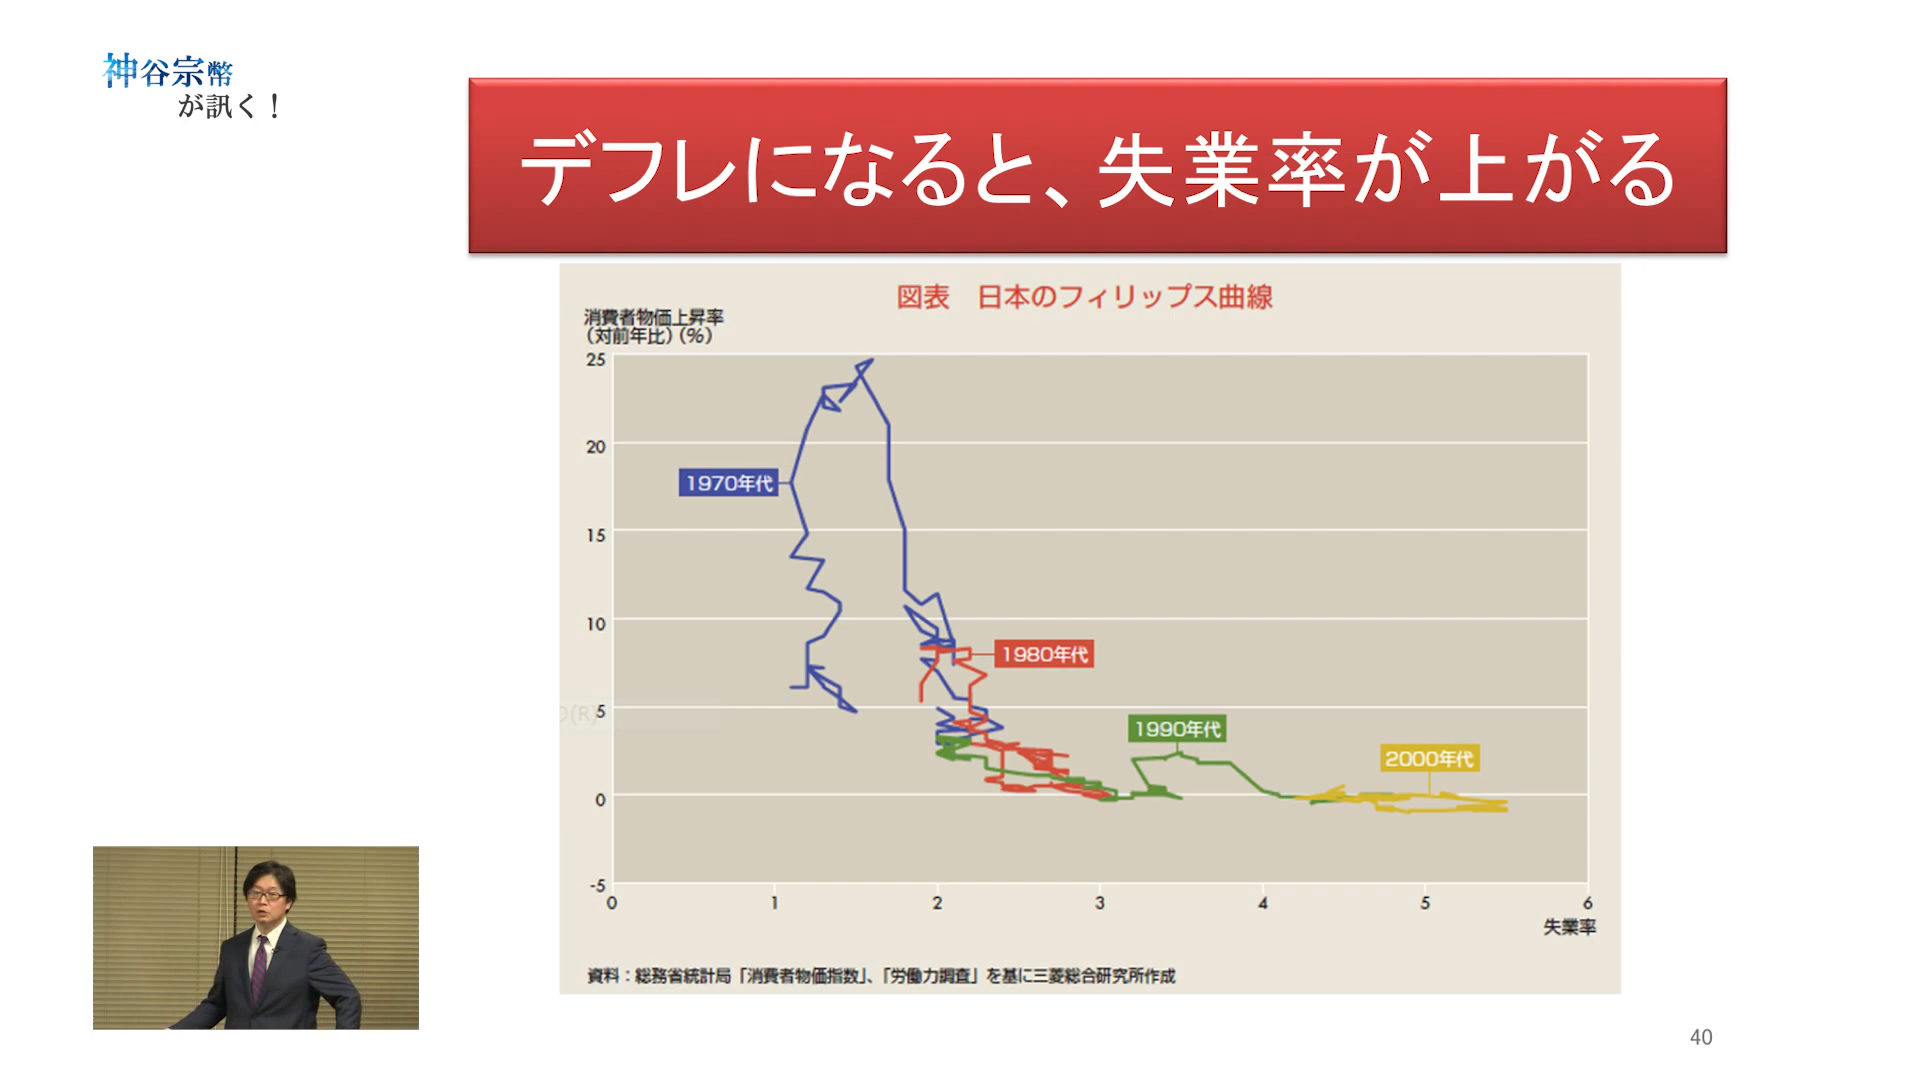 神谷宗幣
が訊く！
デフレになると、失業率が上がる
図表　日本のフィリップス曲線
消費者物価上昇率
（対前年比）（％）
25
20
15
10
5
0
-5
1970年代
1980年代
1990年代
2000年代
0 1 2 3 4 5 6
失業率
資料：総務省統計局「消費者物価指数」、「労働力調査」を基に三菱総合研究所作成
40